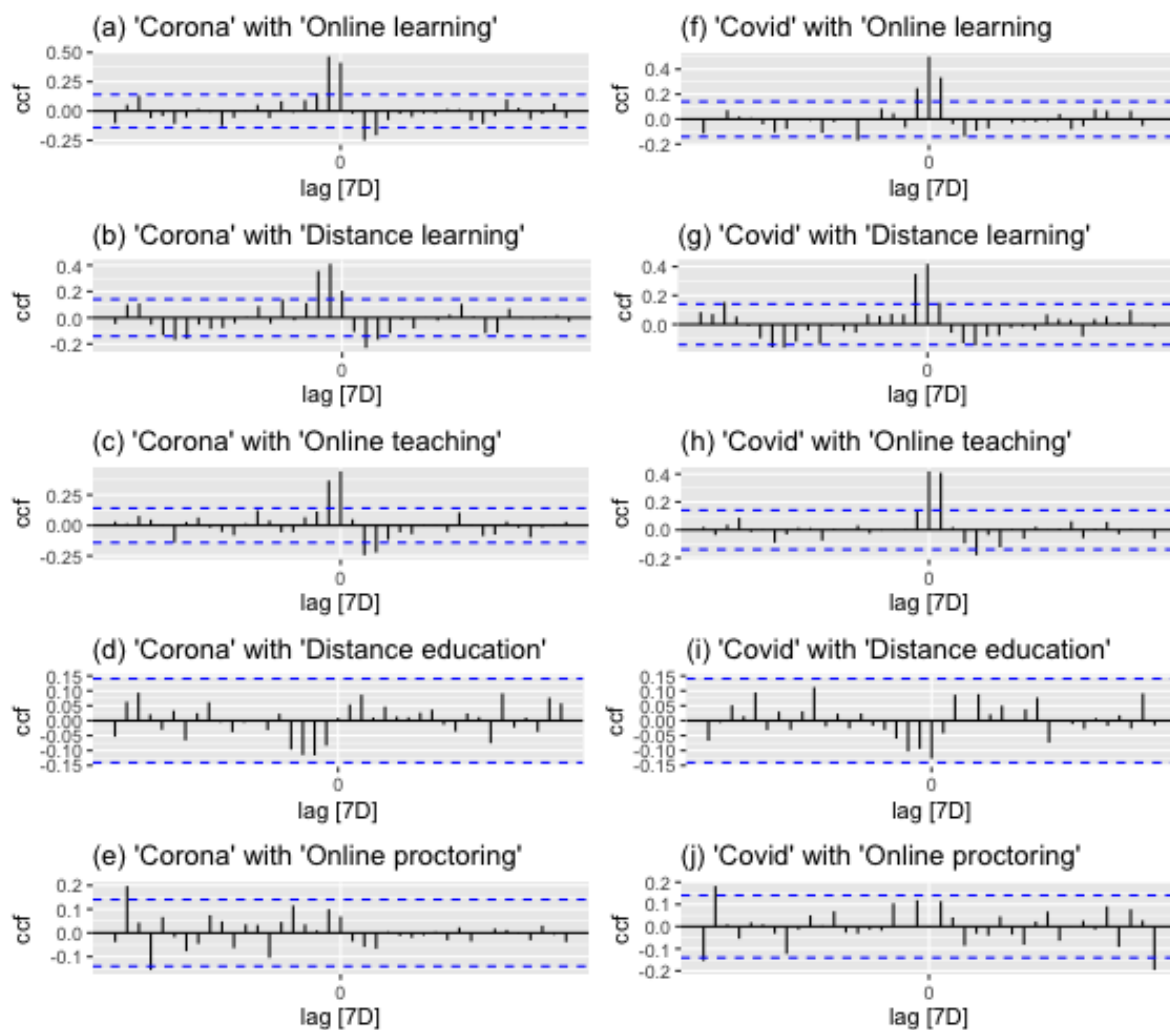 (a) 'Corona' with 'Online learning'
0.50
0.25
0.00
-0.25
ccf
0
lag [7D]
(f) 'Covid' with 'Online learning
0.4
0.2
0.0
-0.2
ccf
0
lag [7D]
(b) 'Corona' with 'Distance learning'
0.4
0.2
0.0
-0.2
ccf
0
lag [7D]
(g) 'Covid' with 'Distance learning'
0.4
0.2
0.0
ccf
0
lag [7D]
(c) 'Corona' with 'Online teaching'
0.25
0.00
-0.25
ccf
0
lag [7D]
(h) 'Covid' with 'Online teaching'
0.4
0.2
0.0
-0.2
ccf
0
lag [7D]
(d) 'Corona' with 'Distance education'
0.15
0.10
0.05
0.00
-0.05
-0.10
-0.15
ccf
0
lag [7D]
(i) 'Covid' with 'Distance education'
0.15
0.10
0.05
0.00
-0.05
-0.10
-0.15
ccf
0
lag [7D]
(e) 'Corona' with 'Online proctoring'
0.2
0.1
0.0
-0.1
ccf
0
lag [7D]
(j) 'Covid' with 'Online proctoring'
0.2
0.1
0.0
-0.1
-0.2
ccf
0
lag [7D]